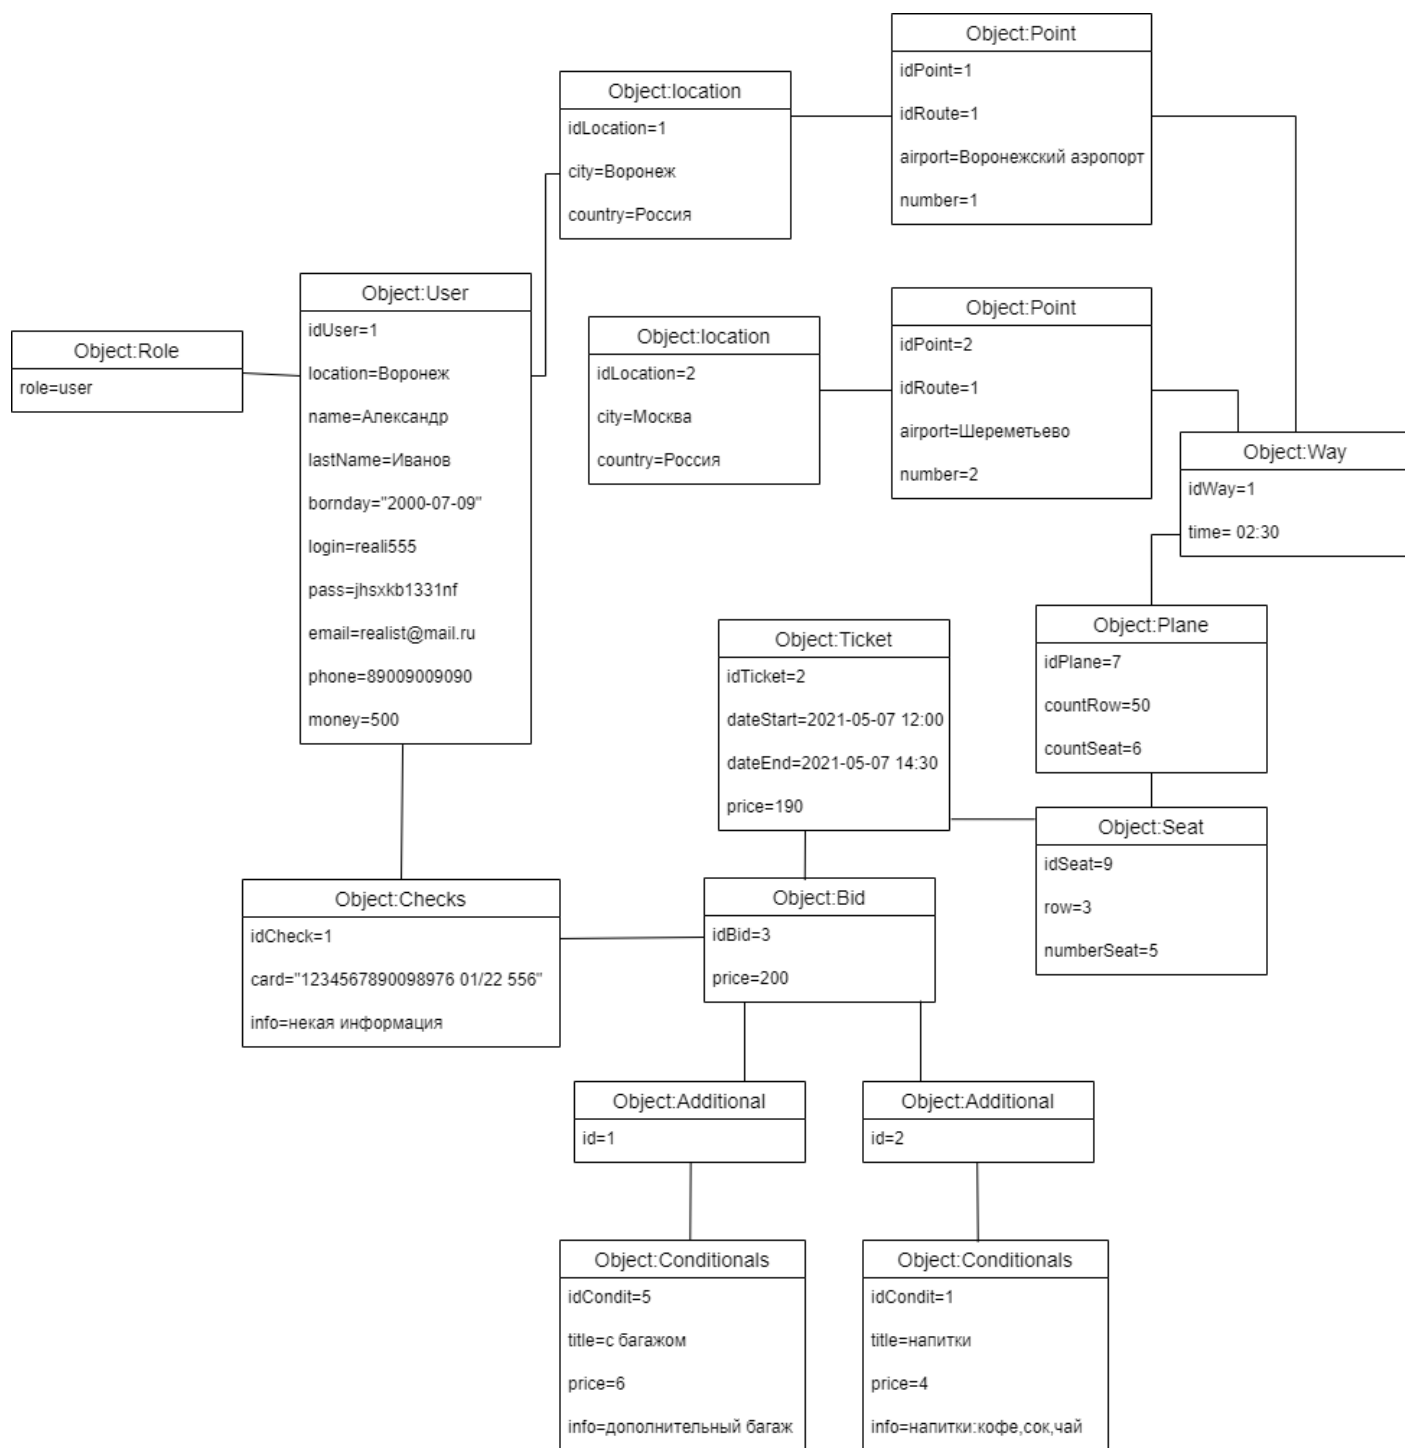 Object:Point
idPoint=1
idRoute=1
airport=Воронежский аэропорт
number=1
Object:location
idLocation=1
city=Воронеж
country=Россия
Object:User
idUser=1
location=Воронеж
name=Александр
lastName=Иванов
bornday="2000-07-09"
login=reali555
pass=jhsxkb1331nf
email=realist@mail.ru
phone=89009009090
money=500
Object:Role
role=user
Object:location
idLocation=2
city=Москва
country=Россия
Object:Point
idPoint=2
idRoute=1
airport=Шереметьево
number=2
Object:Way
idWay=1
time= 02:30
Object:Plane
idPlane=7
countRow=50
countSeat=6
Object:Ticket
idTicket=2
dateStart=2021-05-07 12:00
dateEnd=2021-05-07 14:30
price=190
Object:Seat
idSeat=9
row=3
numberSeat=5
Object:Checks
idCheck=1
card="1234567890098976 01/22 556"
info=некая информация
Object:Bid
idBid=3
price=200
Object:Additional
id=1
Object:Additional
id=2
Object:Conditionals
idCondit=5
title=с багажом
price=6
info=дополнительный багаж
Object:Conditionals
idCondit=1
title=напитки
price=4
info=напитки:кофе,сок,чай